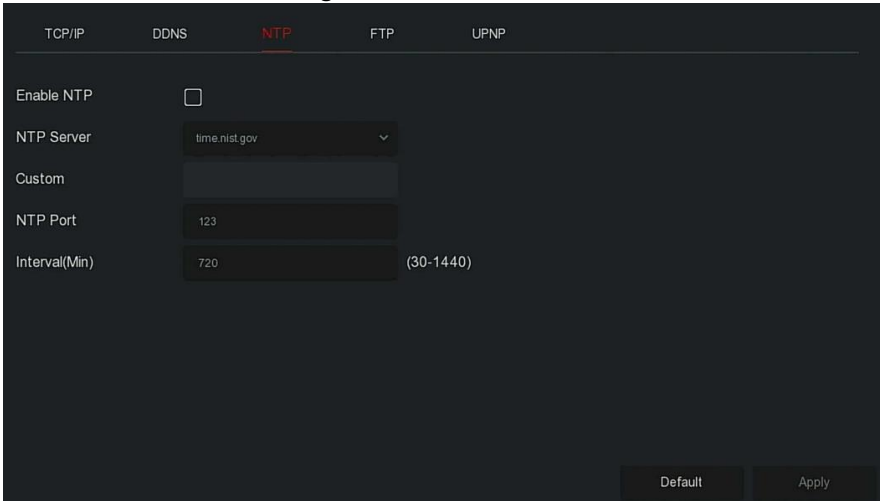 TCP/IP DDNS NTP FTP UPNP
Enable NTP
NTP Server time.nist.gov
Custom
NTP Port 123
Interval(Min) 720 (30-1440)
Default Apply